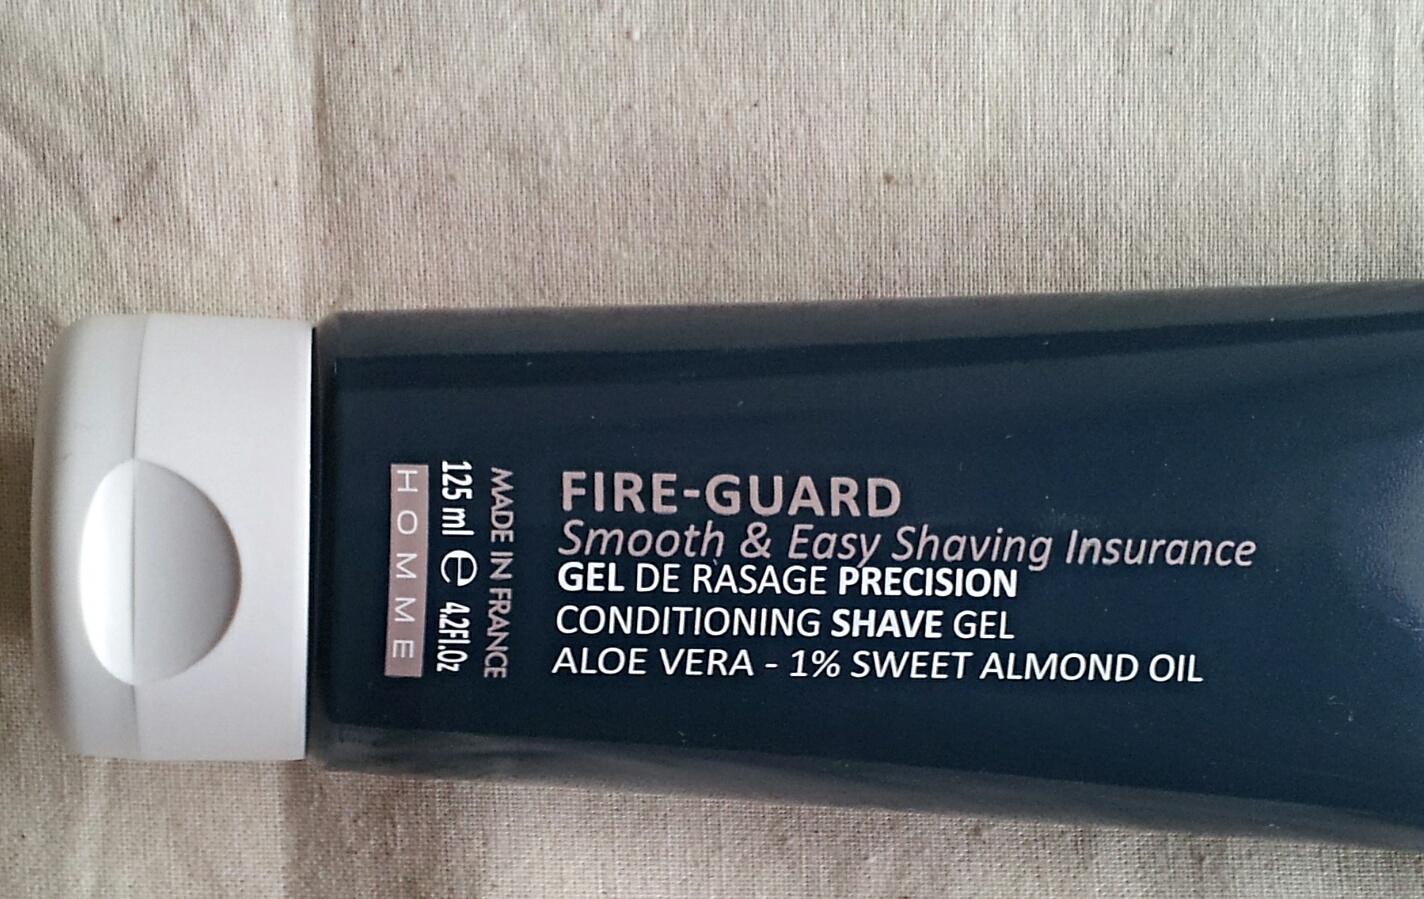 FIRE-GUARD
Smooth & Easy Shaving Insurance
GEL DE RASAGE PRECISION
CONDITIONING SHAVE GEL
ALOE VERA - 1% SWEET ALMOND OIL
MADE IN FRANCE
125 ml ℮ 4.2Fl.Oz
HOMME